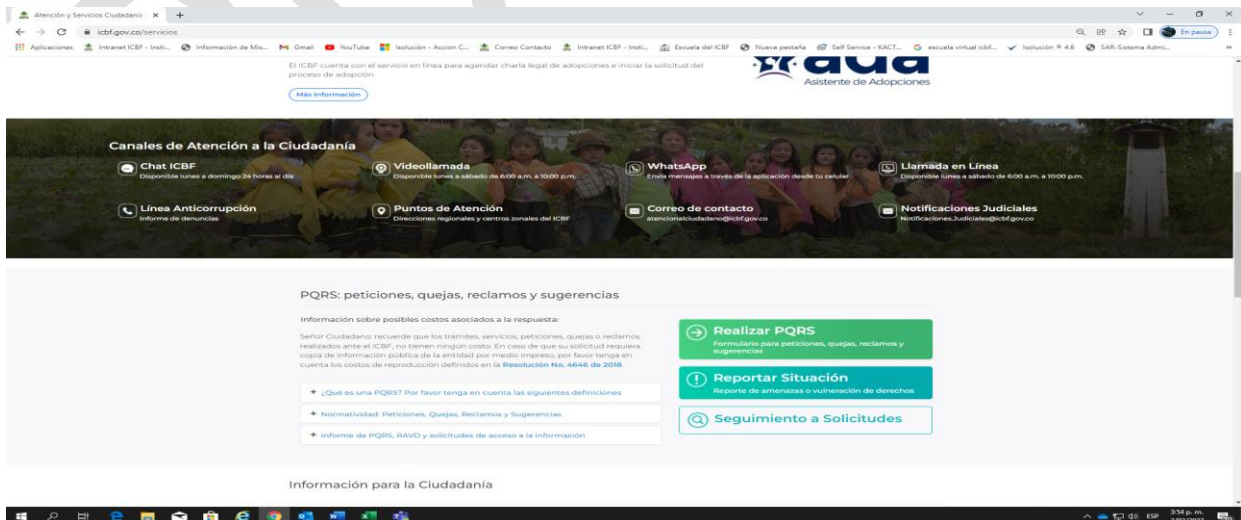 Atención y Servicios Ciudadanía
icbf.gov.co/servicios
En pausa
Aplicaciones
Intranet ICBF - Insti...
Información de Mis...
Gmail
YouTube
Isolución - Accion C...
Correo Contacto
Intranet ICBF - Insti...
Escuela del ICBF
Nueva pestaña
Self Service - KACT...
escuela virtual icbf...
Isolución ® 4.6
SAR-Sistema Admi...
El ICBF cuenta con el servicio en línea para agendar charla legal de adopciones e iniciar la solicitud del
proceso de adopción.
Más Información
Asistente de Adopciones
Canales de Atención a la Ciudadanía
Chat ICBF
Disponible lunes a domingo 24 horas al día
Videollamada
Disponible lunes a sábado de 6:00 a.m. a 10:00 p.m.
WhatsApp
Envía mensajes a través de la aplicación desde tu celular
Llamada en Línea
Disponible lunes a sábado de 6:00 a.m. a 10:00 p.m.
Línea Anticorrupción
Informe de denuncias
Puntos de Atención
Direcciones regionales y centros zonales del ICBF
Correo de contacto
atencionalciudadano@icbf.gov.co
Notificaciones Judiciales
Notificaciones.Judiciales@icbf.gov.co
PQRS: peticiones, quejas, reclamos y sugerencias
Información sobre posibles costos asociados a la respuesta:
Señor Ciudadano: recuerde que los trámites, servicios, peticiones, quejas o reclamos
realizados ante el ICBF, no tienen ningún costo. En caso de que su solicitud requiera
copia de información pública de la entidad por medio impreso, por favor tenga en
cuenta los costos de reproducción definidos en la Resolución No. 4646 de 2018
+ ¿Qué es una PQRS? Por favor tenga en cuenta las siguientes definiciones
+ Normatividad: Peticiones, Quejas, Reclamos y Sugerencias
+ Informe de PQRS, RAVD y solicitudes de acceso a la información
Realizar PQRS
Formulario para peticiones, quejas, reclamos y
sugerencias
Reportar Situación
Reporte de amenazas o vulneración de derechos
Seguimiento a Solicitudes
Información para la Ciudadanía
ESP
3:54 p. m.